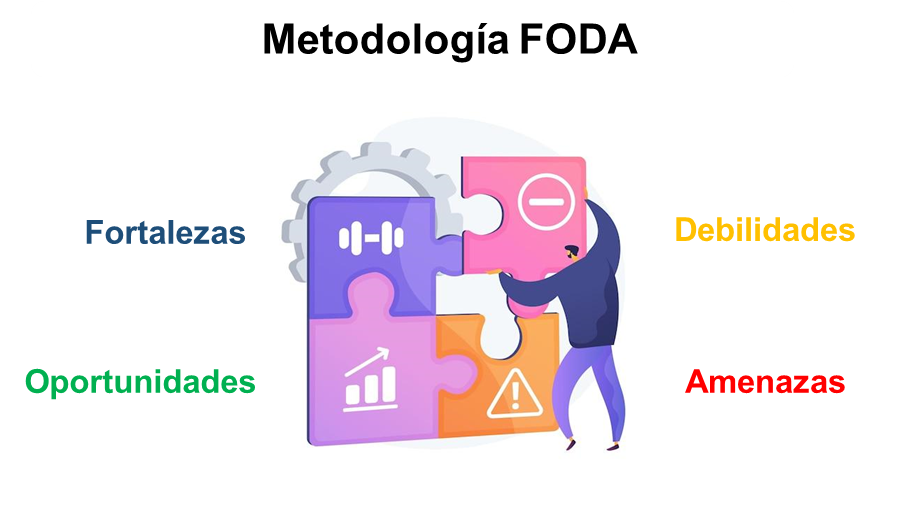 Metodología FODA
Fortalezas
Debilidades
Oportunidades
Amenazas